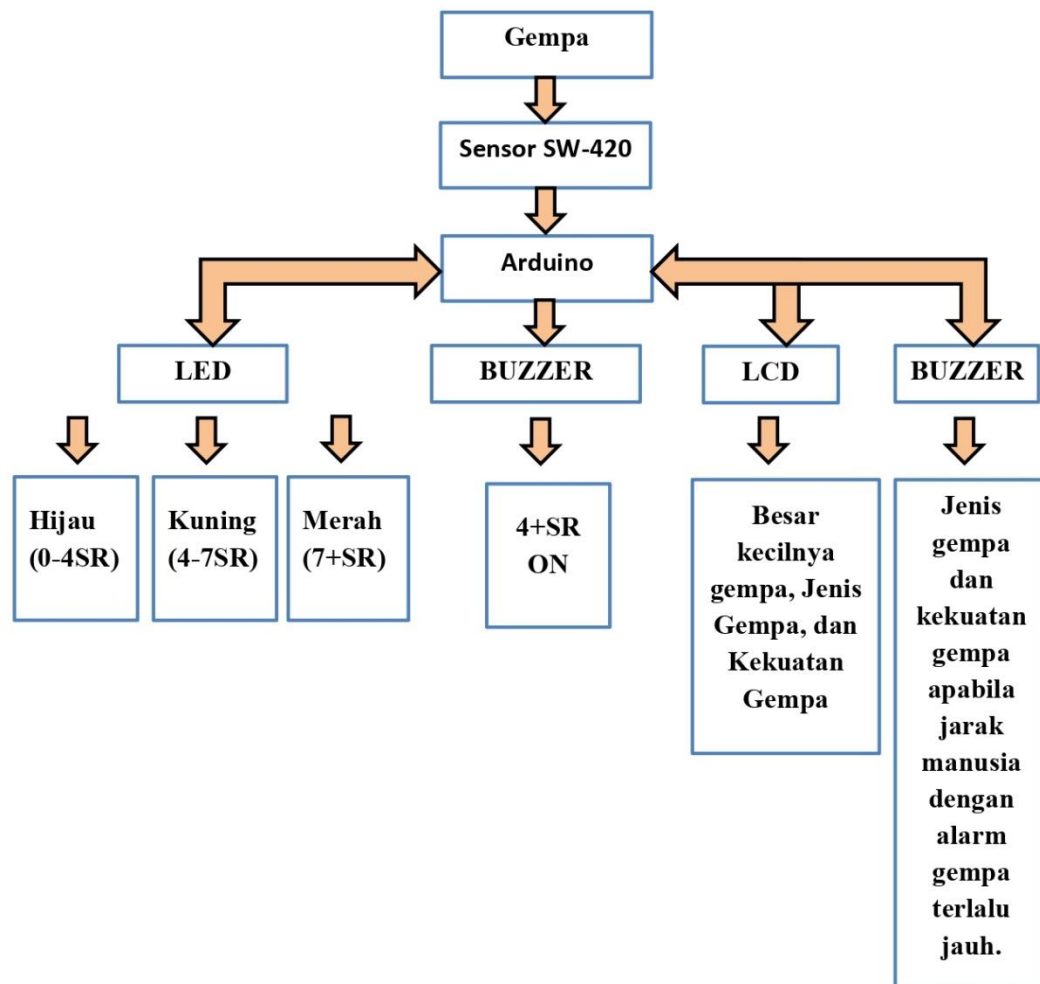 Gempa
Sensor SW-420
Arduino
LED
BUZZER
LCD
BUZZER
Hijau
(0-4SR)
Kuning
(4-7SR)
Merah
(7+SR)
4+SR
ON
Besar
kecilnya
gempa, Jenis
Gempa, dan
Kekuatan
Gempa
Jenis
gempa
dan
kekuatan
gempa
apabila
jarak
manusia
dengan
alarm
gempa
terlalu
jauh.